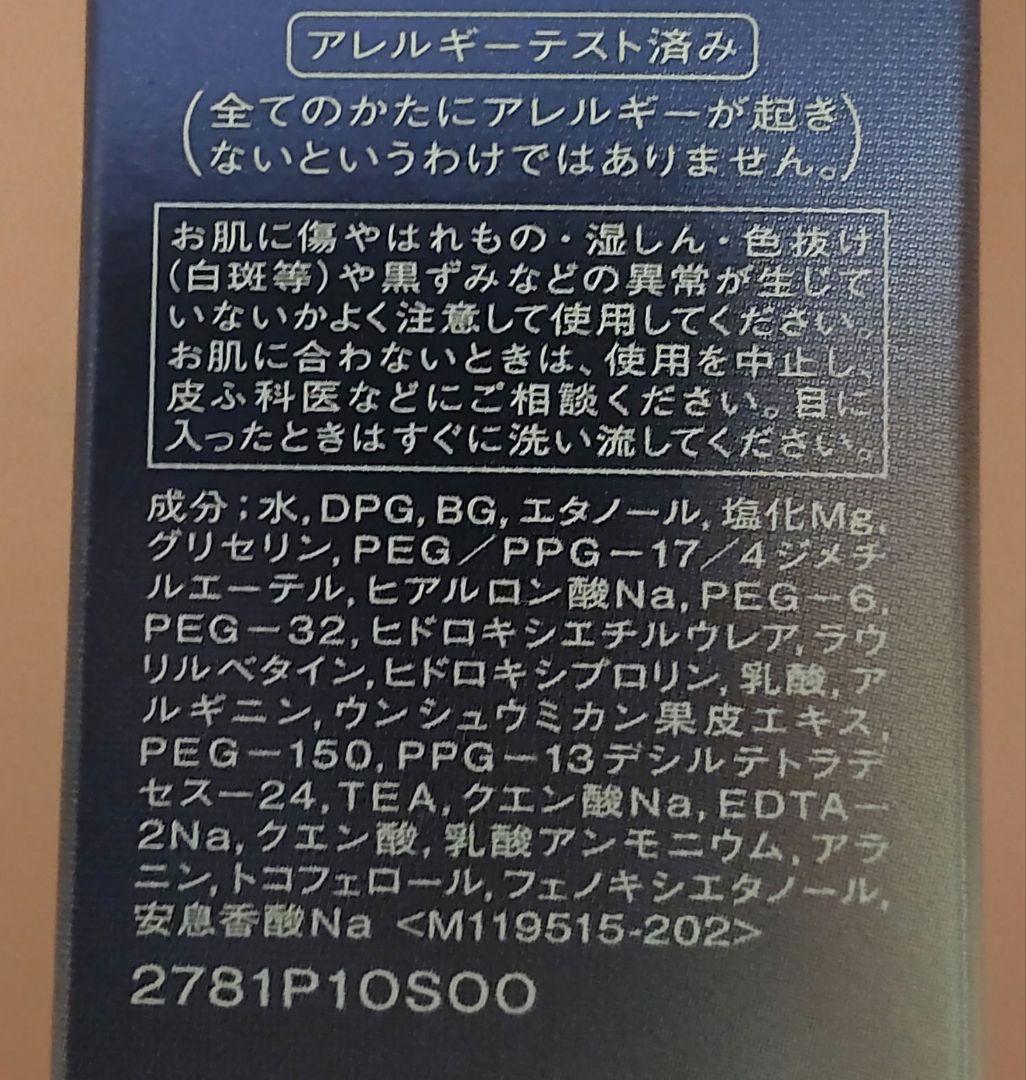 アレルギーテスト済み
(全てのかたにアレルギーが起き
ないというわけではありません。)
お肌に傷やはれもの・湿しん・色抜け
(白斑等)や黒ずみなどの異常が生じて
いないかよく注意して使用してください。
お肌に合わないときは、使用を中止し、
皮ふ科医などにご相談ください。目に
入ったときはすぐに洗い流してください。
成分;水,DPG,BG,エタノール,塩化Mg,
グリセリン,PEG/PPG-17/4ジメチ
ルエーテル,ヒアルロン酸Na,PEG-6,
PEG-32,ヒドロキシエチルウレア,ラウ
リルベタイン,ヒドロキシプロリン,乳酸,ア
ルギニン,ウンシュウミカン果皮エキス,
PEG-150,PPG-13デシルテトラデ
セス-24,TEA,クエン酸Na,EDTA-
2Na,クエン酸,乳酸アンモニウム,アラ
ニン,トコフェロール,フェノキシエタノール,
安息香酸Na <M119515-202>
2781P10S00